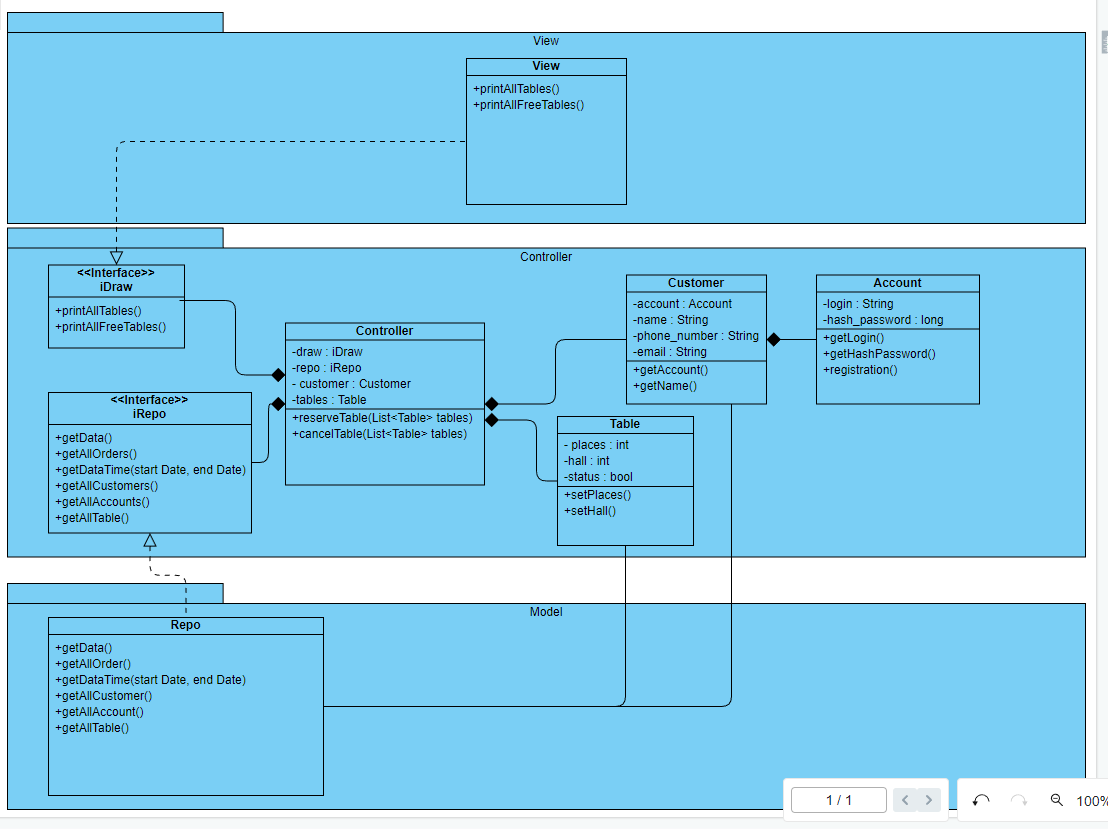 View
View
+printAllTables()
+printAllFreeTables()
Controller
<<Interface>>
iDraw
+printAllTables()
+printAllFreeTables()
<<Interface>>
iRepo
+getData()
+getAllOrders()
+getDataTime(start Date, end Date)
+getAllCustomers()
+getAllAccounts()
+getAllTable()
Controller
-draw : iDraw
-repo : iRepo
- customer : Customer
-tables : Table
+reserveTable(List<Table> tables)
+cancelTable(List<Table> tables)
Customer
-account : Account
-name : String
-phone_number : String
-email : String
+getAccount()
+getName()
Account
-login : String
-hash_password : long
+getLogin()
+getHashPassword()
+registration()
Table
- places : int
-hall : int
-status : bool
+setPlaces()
+setHall()
Model
Repo
+getData()
+getAllOrder()
+getDataTime(start Date, end Date)
+getAllCustomer()
+getAllAccount()
+getAllTable()
1 / 1
100%